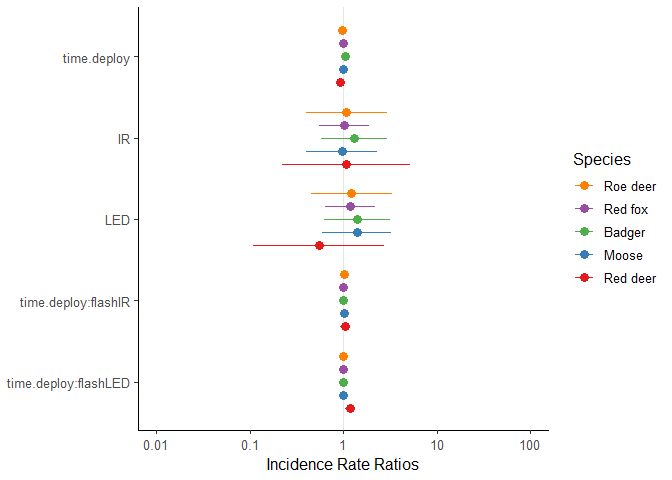 time.deploy
IR
LED
time.deploy:flashIR
time.deploy:flashLED
0.01
0.1
1
10
100
Incidence Rate Ratios
Species
Roe deer
Red fox
Badger
Moose
Red deer